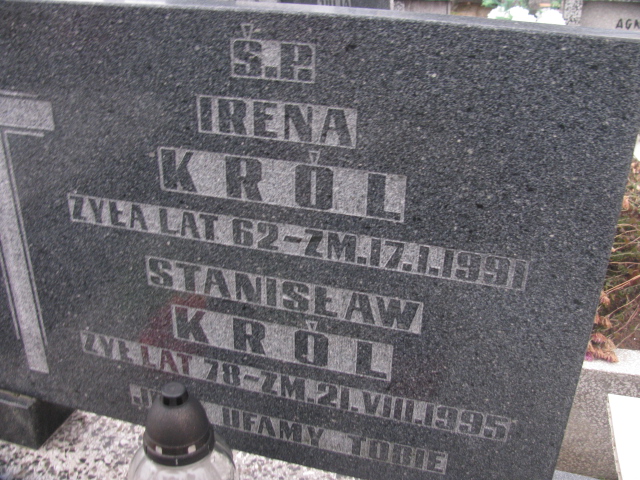 Ś.P.
IRENA
KRÓL
ŻYŁA LAT 62-ZM.17.I.1991
STANISŁAW
KRÓL
ŻYŁ LAT 78-ZM.21.VIII.1995
UFAMY TOBIE